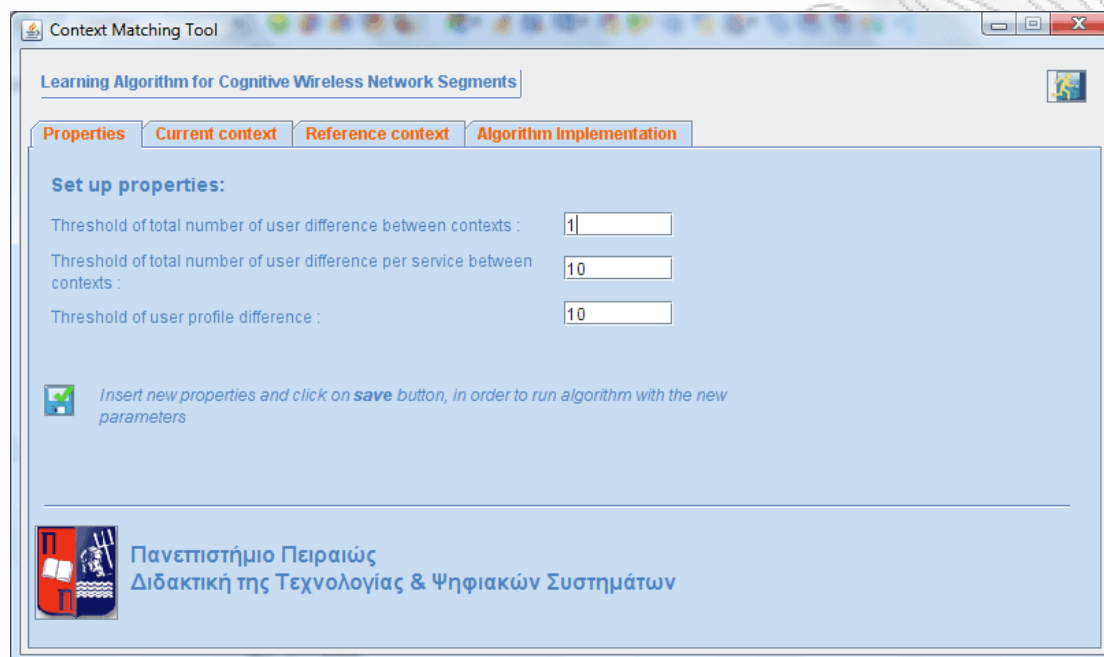 Context Matching Tool
Learning Algorithm for Cognitive Wireless Network Segments
Properties
Current context
Reference context
Algorithm Implementation
Set up properties:
Threshold of total number of user difference between contexts :
1
Threshold of total number of user difference per service between
contexts :
10
Threshold of user profile difference :
10
Insert new properties and click on save button, in order to run algorithm with the new
parameters
Π
Π
Πανεπιστήμιο Πειραιώς
Διδακτική της Τεχνολογίας & Ψηφιακών Συστημάτων